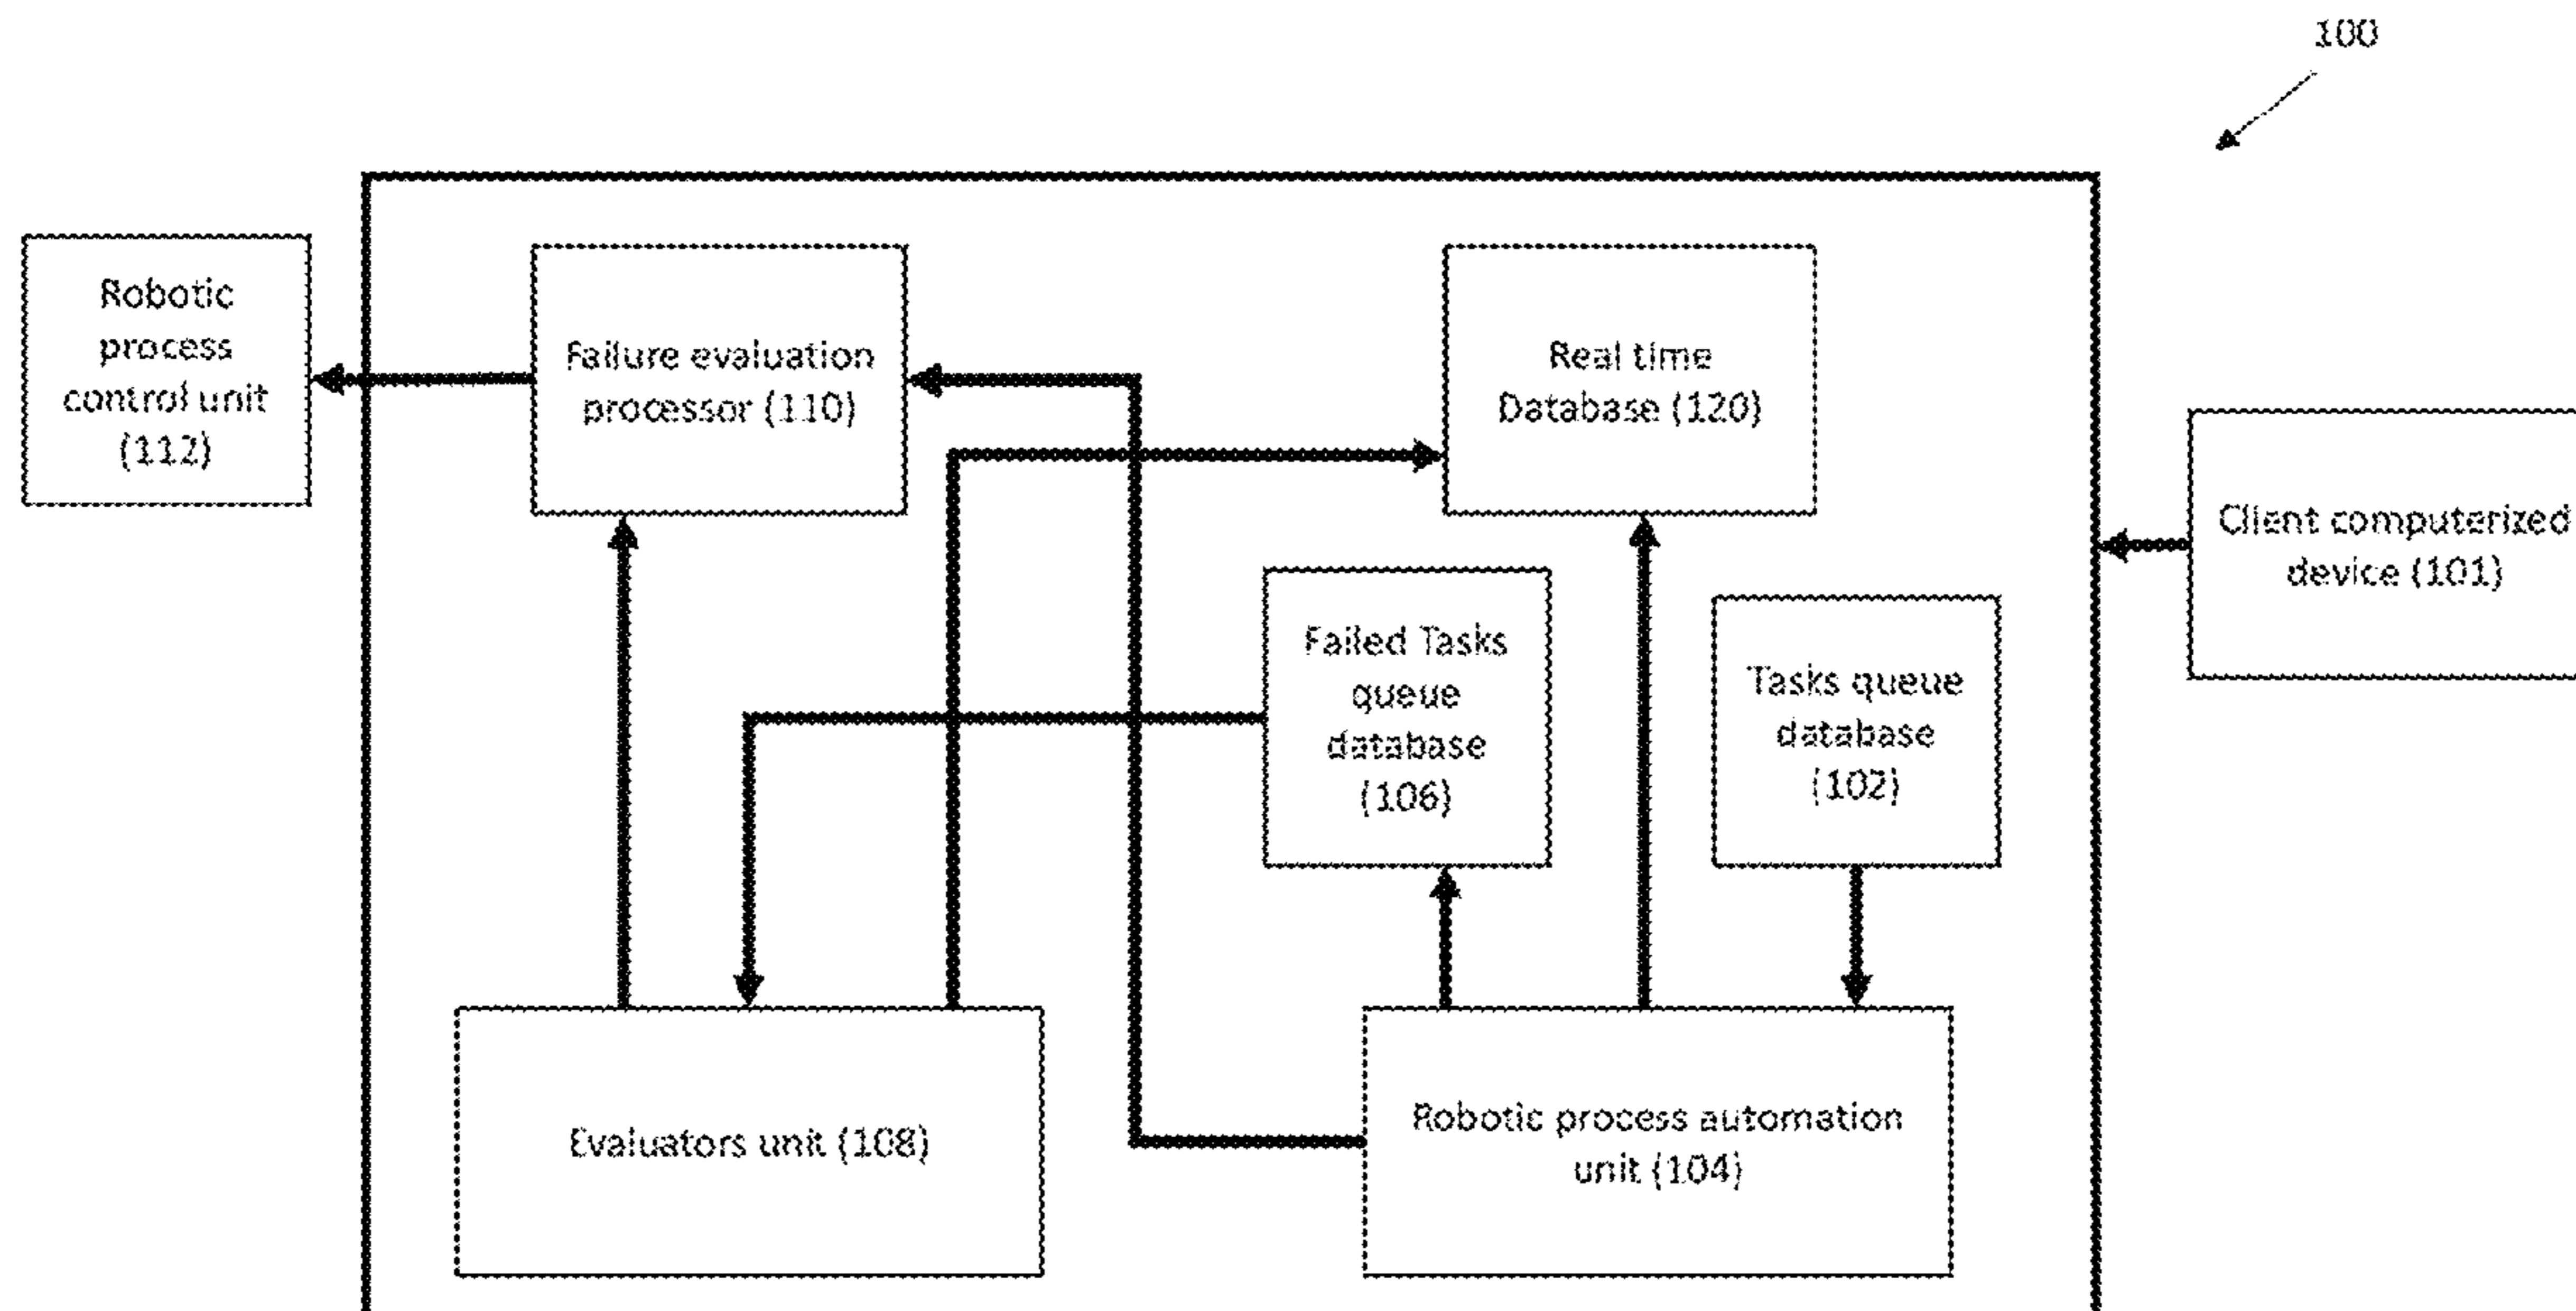 100
Robotic
process
control unit
(112)
Failure evaluation
processor (110)
Real time
Database (120)
Client computerized
device (101)
Failed Tasks
queue
database
(106)
Tasks queue
database
(102)
Evaluators unit (108)
Robotic process automation
unit (104)